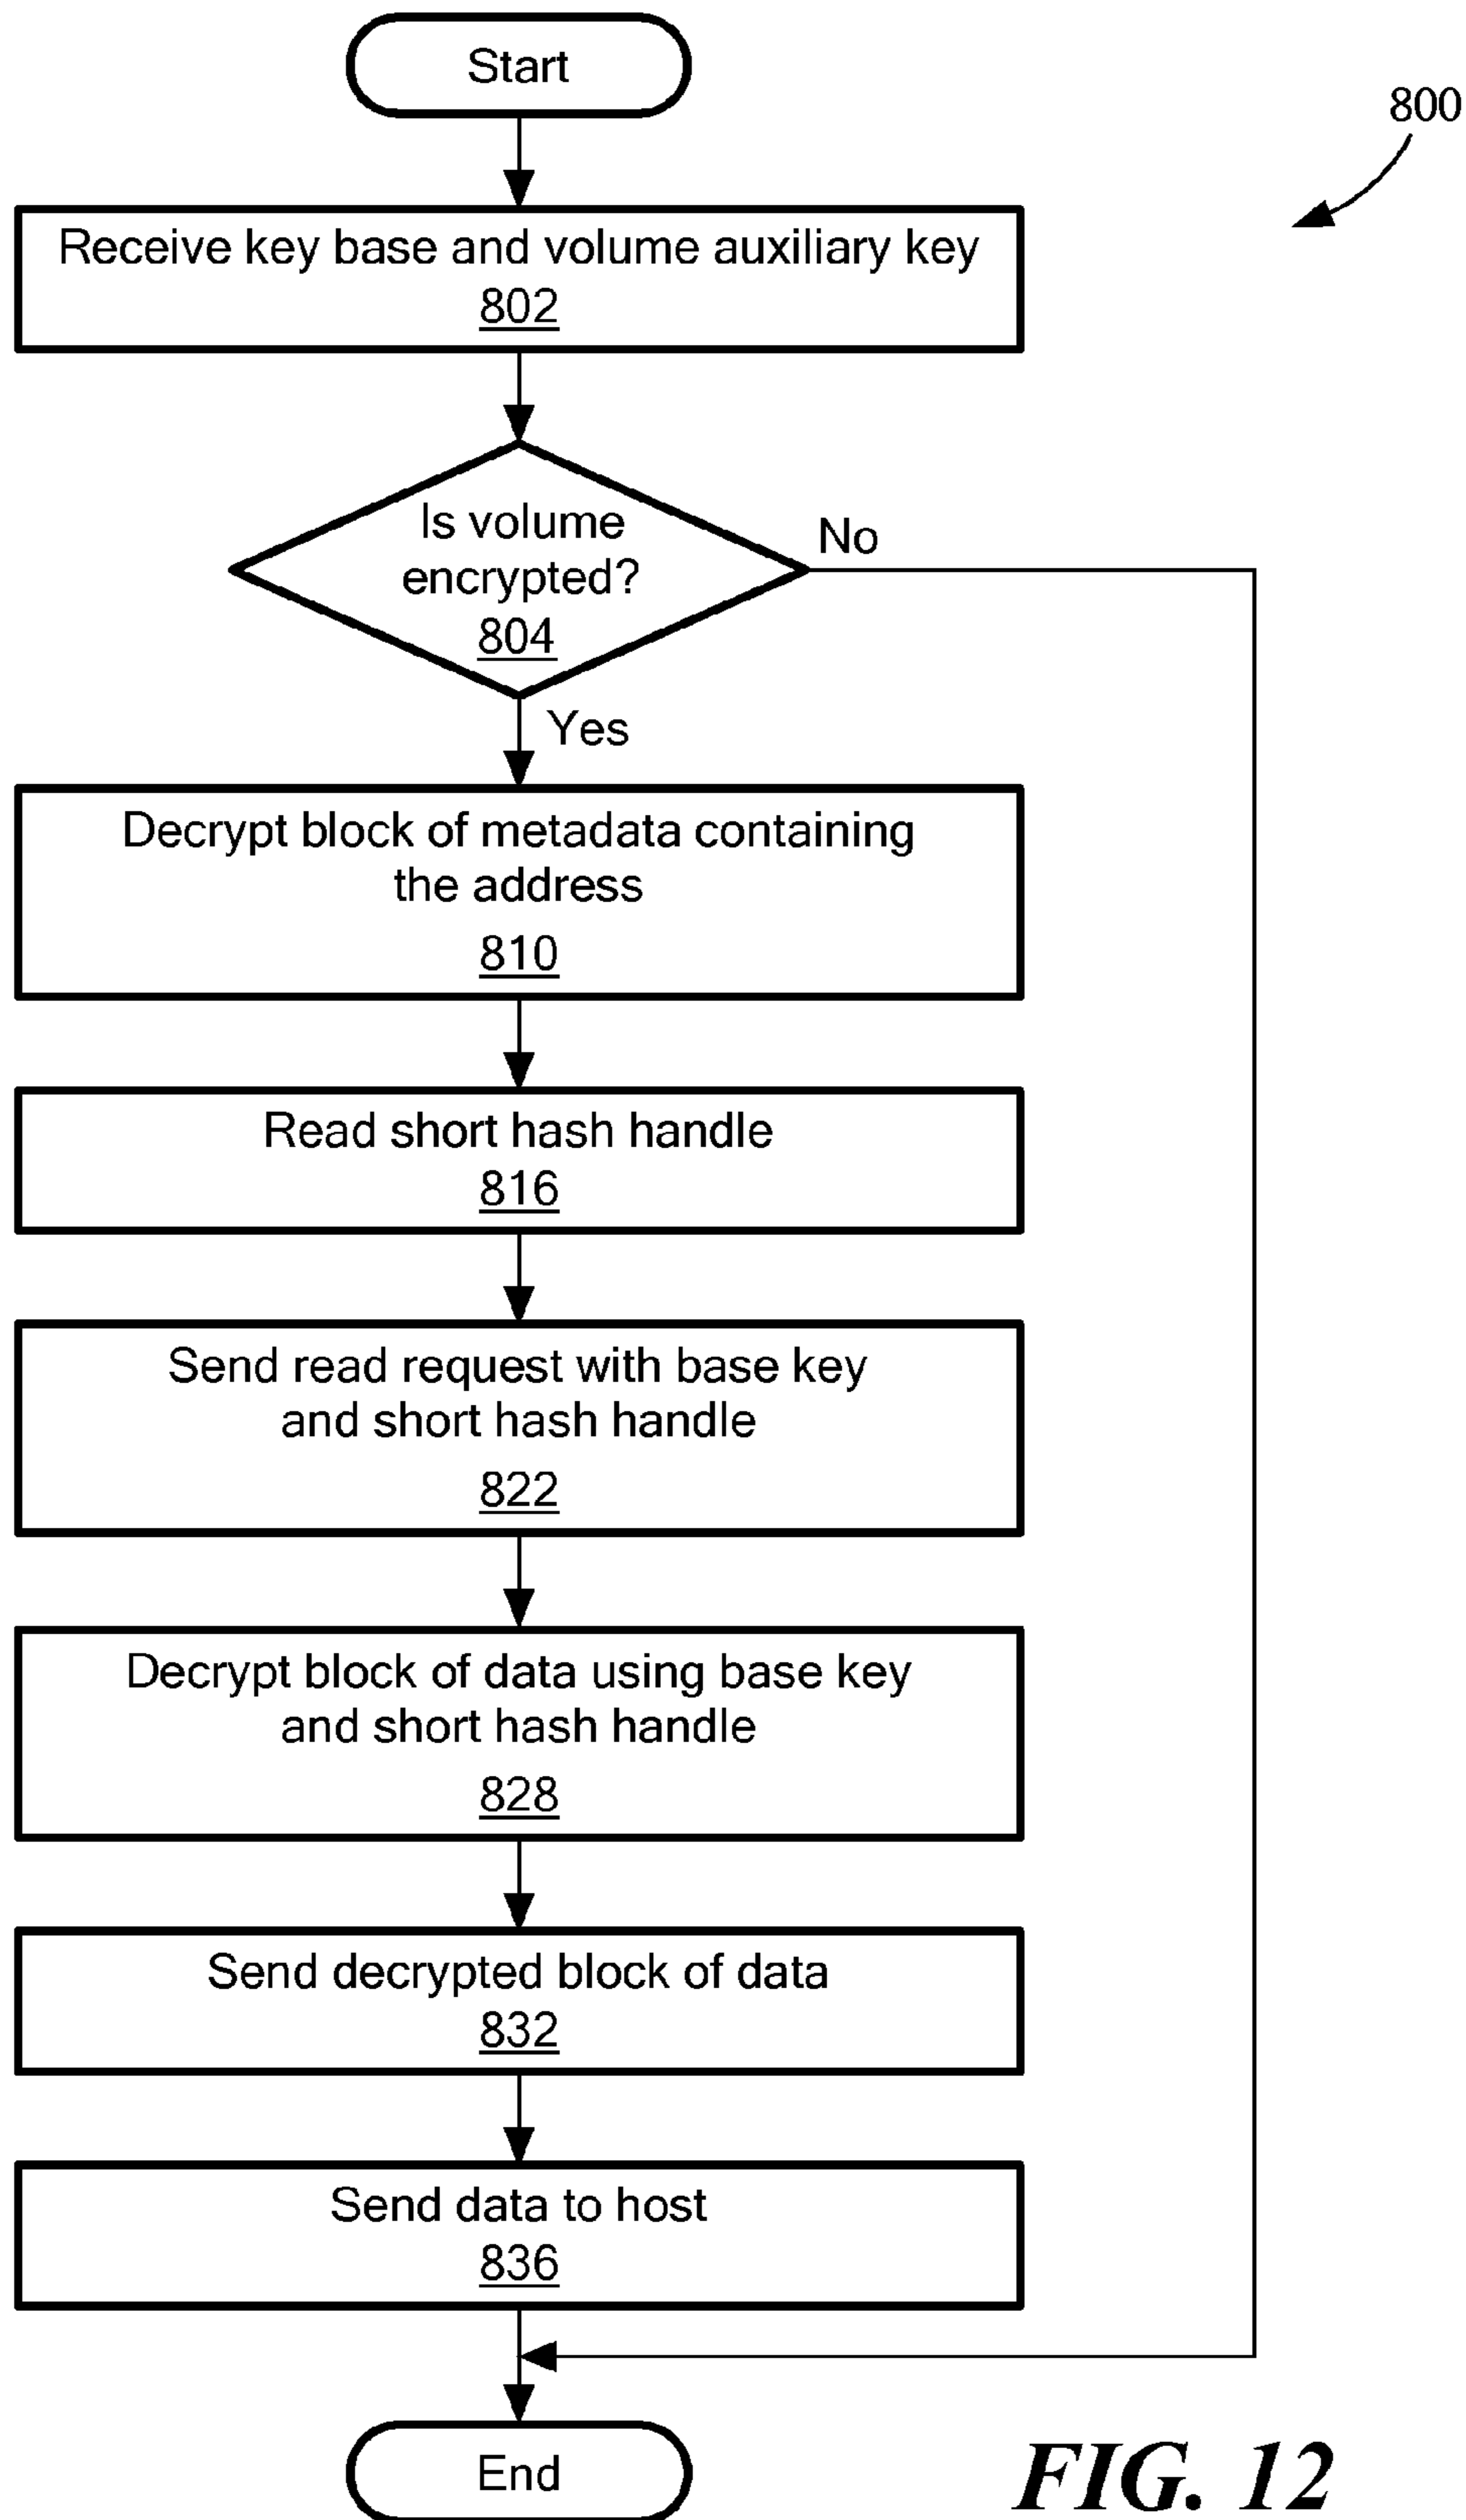 Start
800
Receive key base and volume auxiliary key
802
Is volume
encrypted?
804
No
Yes
Decrypt block of metadata containing
the address
810
Read short hash handle
816
Send read request with base key
and short hash handle
822
Decrypt block of data using base key
and short hash handle
828
Send decrypted block of data
832
Send data to host
836
End
FIG. 12